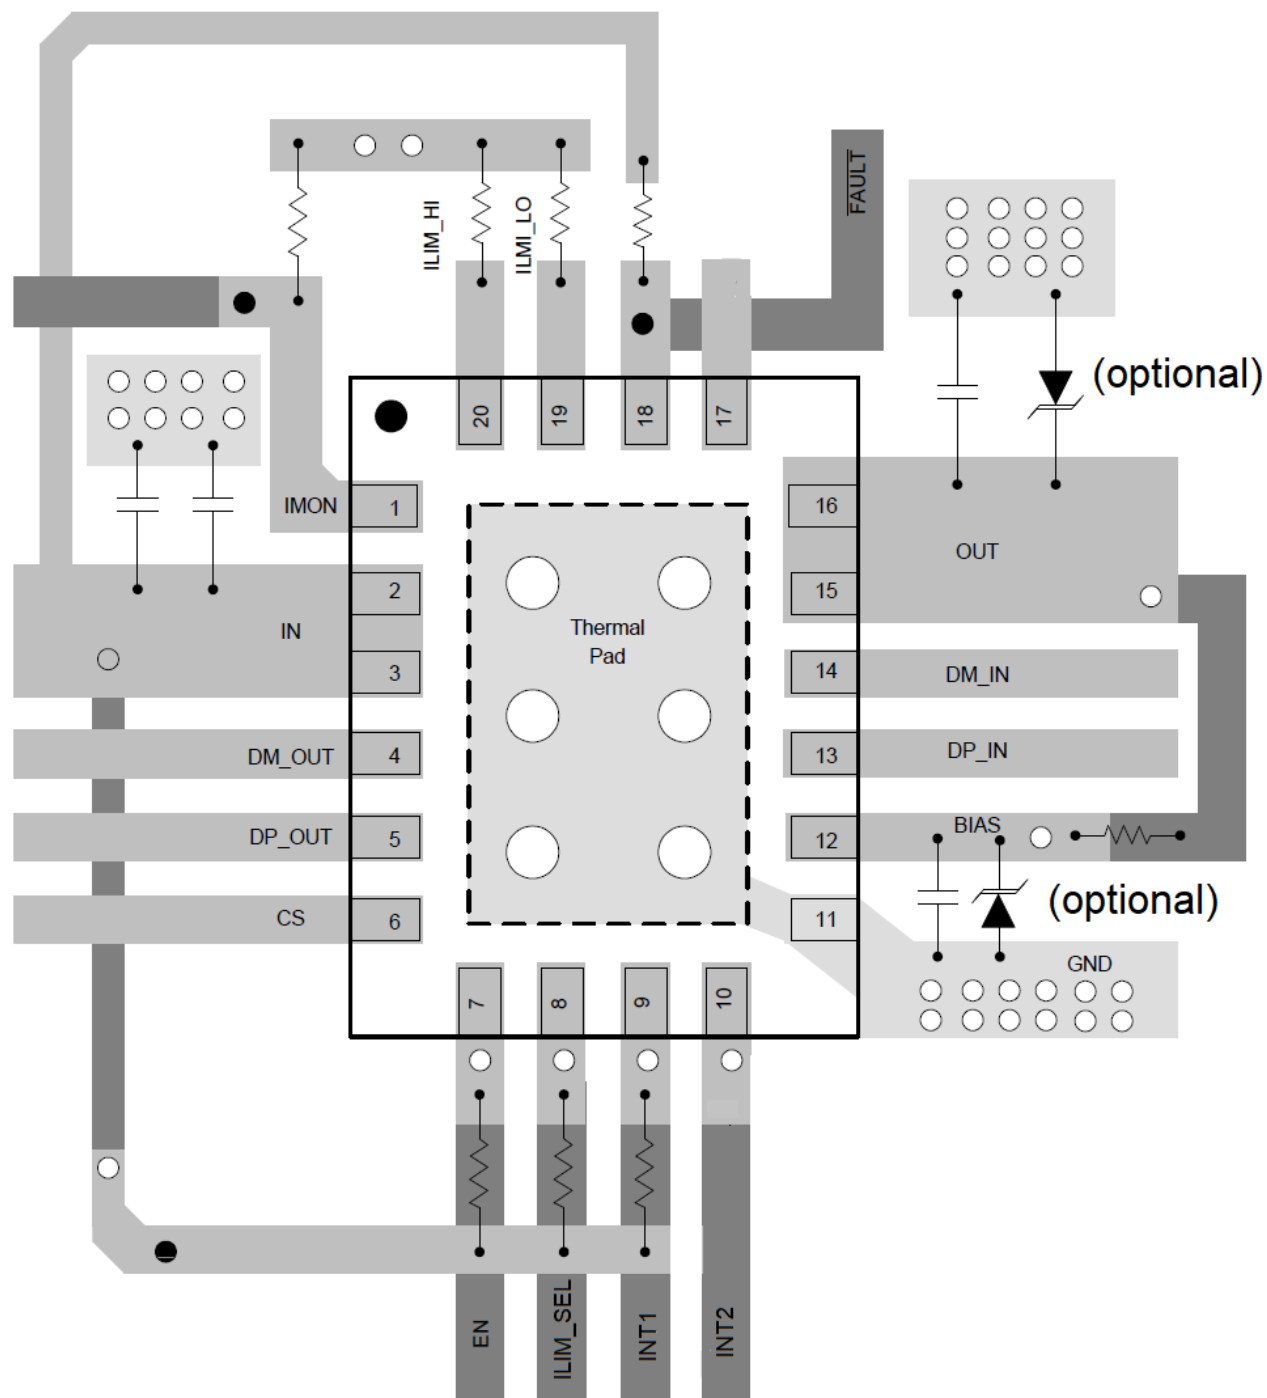 FAULT
ILIM_HI
ILMI_LO
(optional)
20
19
18
17
IMON
1
16
OUT
2
15
IN
Thermal
Pad
3
14
DM_IN
DM_OUT
4
13
DP_IN
DP_OUT
5
12
BIAS
CS
6
11
(optional)
GND
7
8
9
10
EN
ILIM_SEL
INT1
INT2